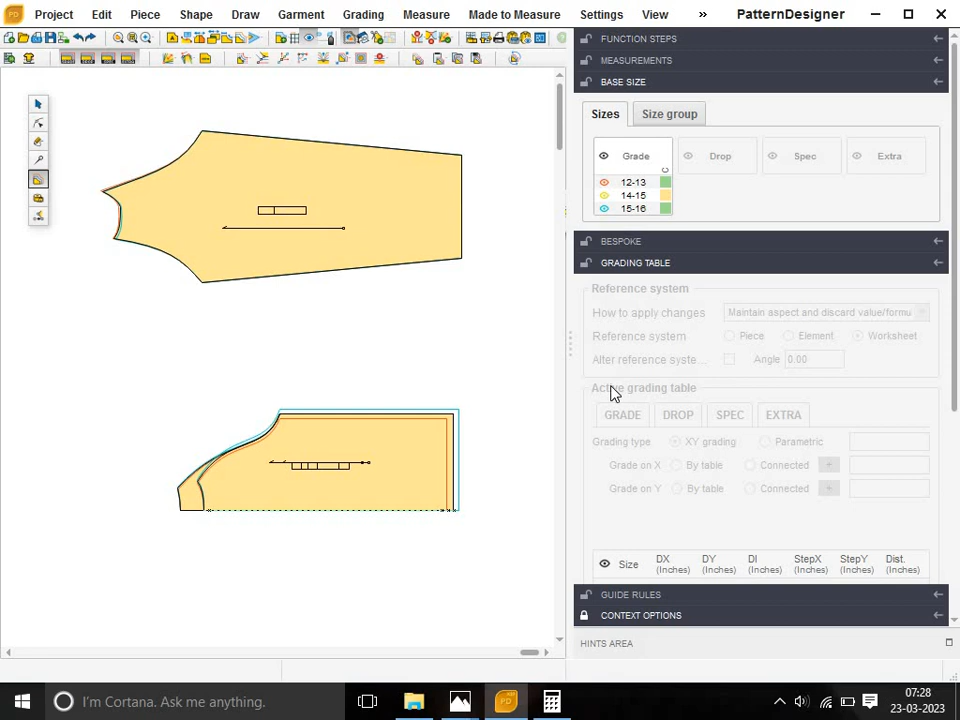 Project Edit Piece Shape Draw Garment Grading Measure Made to Measure Settings View » PatternDesigner
FUNCTION STEPS
MEASUREMENTS
BASE SIZE
Sizes Size group
Grade Drop Spec Extra
12-13
14-15
15-16
BESPOKE
GRADING TABLE
Reference system
How to apply changes Maintain aspect and discard value/formu
Reference system Piece Element Worksheet
Alter reference syste... Angle 0.00
Active grading table
GRADE DROP SPEC EXTRA
Grading type XY grading Parametric
Grade on X By table Connected +
Grade on Y By table Connected +
Size DX (Inches) DY (Inches) DI (Inches) StepX (Inches) StepY (Inches) Dist. (Inches)
GUIDE RULES
CONTEXT OPTIONS
HINTS AREA
I'm Cortana. Ask me anything.
07:28
23-03-2023